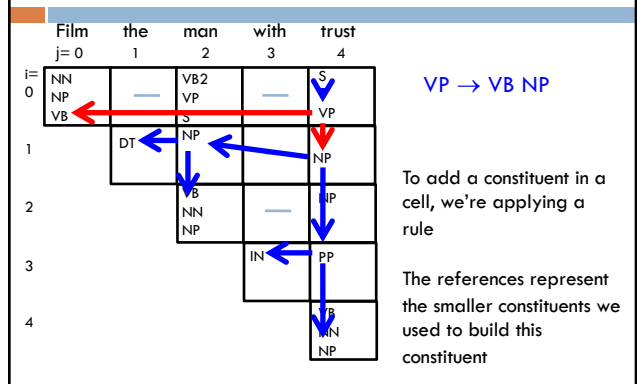 Film the man with trust
j= 0 1 2 3 4
i=
0
NN
NP
VB
VB2
VP
S
S
VP
VP → VB NP
1
DT
NP
NP
To add a constituent in a
cell, we're applying a
rule
2
VB
NN
NP
NP
3
IN
PP
The references represent
the smaller constituents we
used to build this
constituent
4
VB
NN
NP